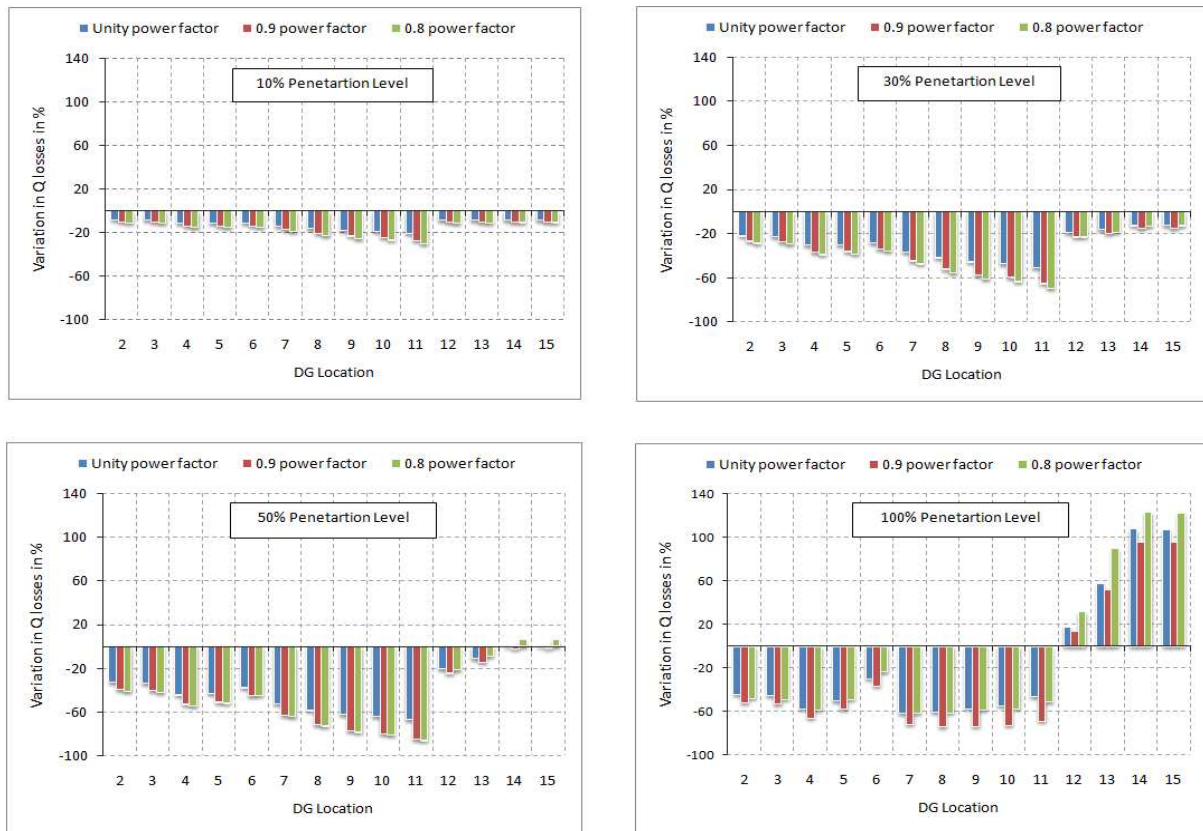 Unity power factor 0.9 power factor 0.8 power factor
140
100
60
20
-20
-60
-100
Variation in Q losses in %
10% Penetartion Level
2 3 4 5 6 7 8 9 10 11 12 13 14 15
DG Location
Unity power factor 0.9 power factor 0.8 power factor
140
100
60
20
-20
-60
-100
Variation in Q losses in %
30% Penetartion Level
2 3 4 5 6 7 8 9 10 11 12 13 14 15
DG Location
Unity power factor 0.9 power factor 0.8 power factor
140
100
60
20
-20
-60
-100
Variation in Q losses in %
50% Penetartion Level
2 3 4 5 6 7 8 9 10 11 12 13 14 15
DG Location
Unity power factor 0.9 power factor 0.8 power factor
140
100
60
20
-20
-60
-100
Variation in Q losses in %
100% Penetartion Level
2 3 4 5 6 7 8 9 10 11 12 13 14 15
DG Location